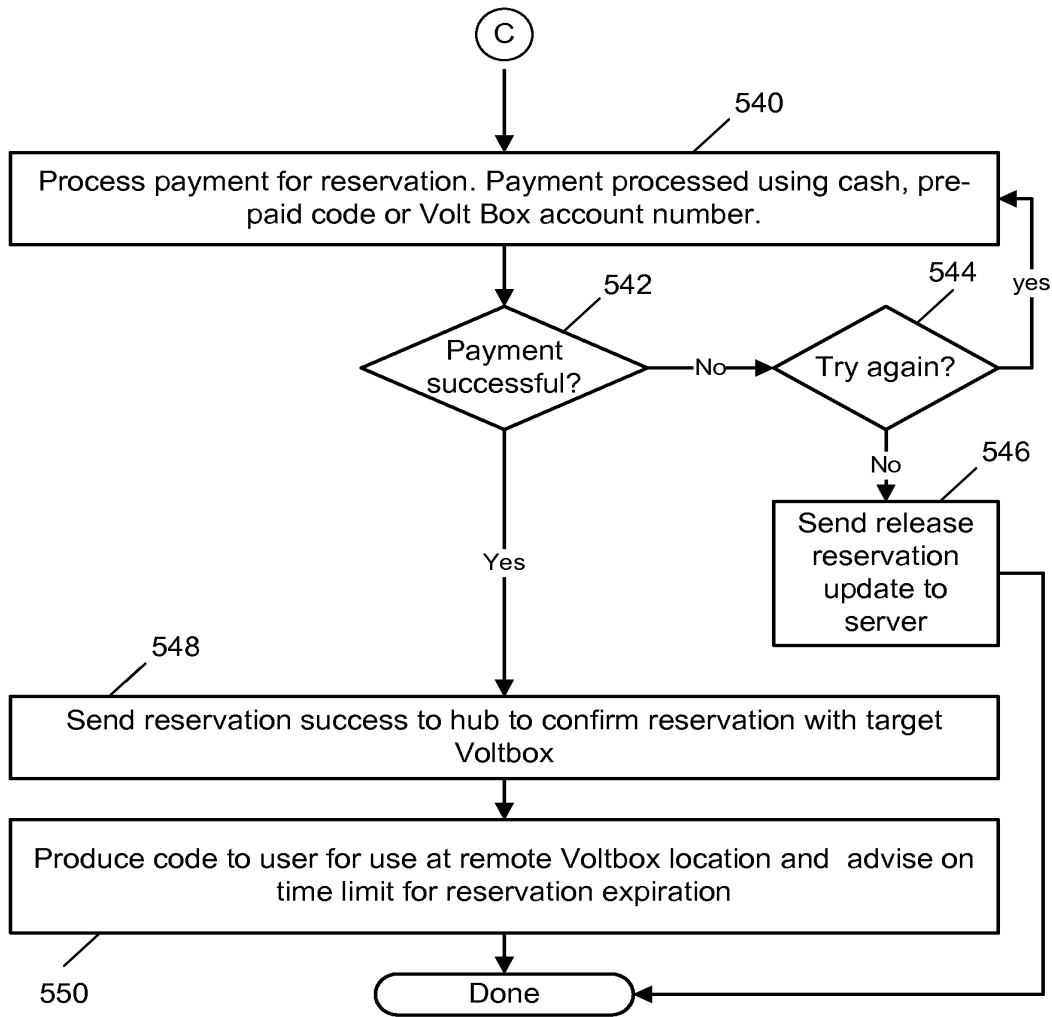 C
540
Process payment for reservation. Payment processed using cash, pre-
paid code or Volt Box account number.
542
544
yes
Payment
successful?
No
Try again?
No
546
Send release
reservation
update to
server
Yes
548
Send reservation success to hub to confirm reservation with target
Voltbox
Produce code to user for use at remote Voltbox location and  advise on
time limit for reservation expiration
550
Done